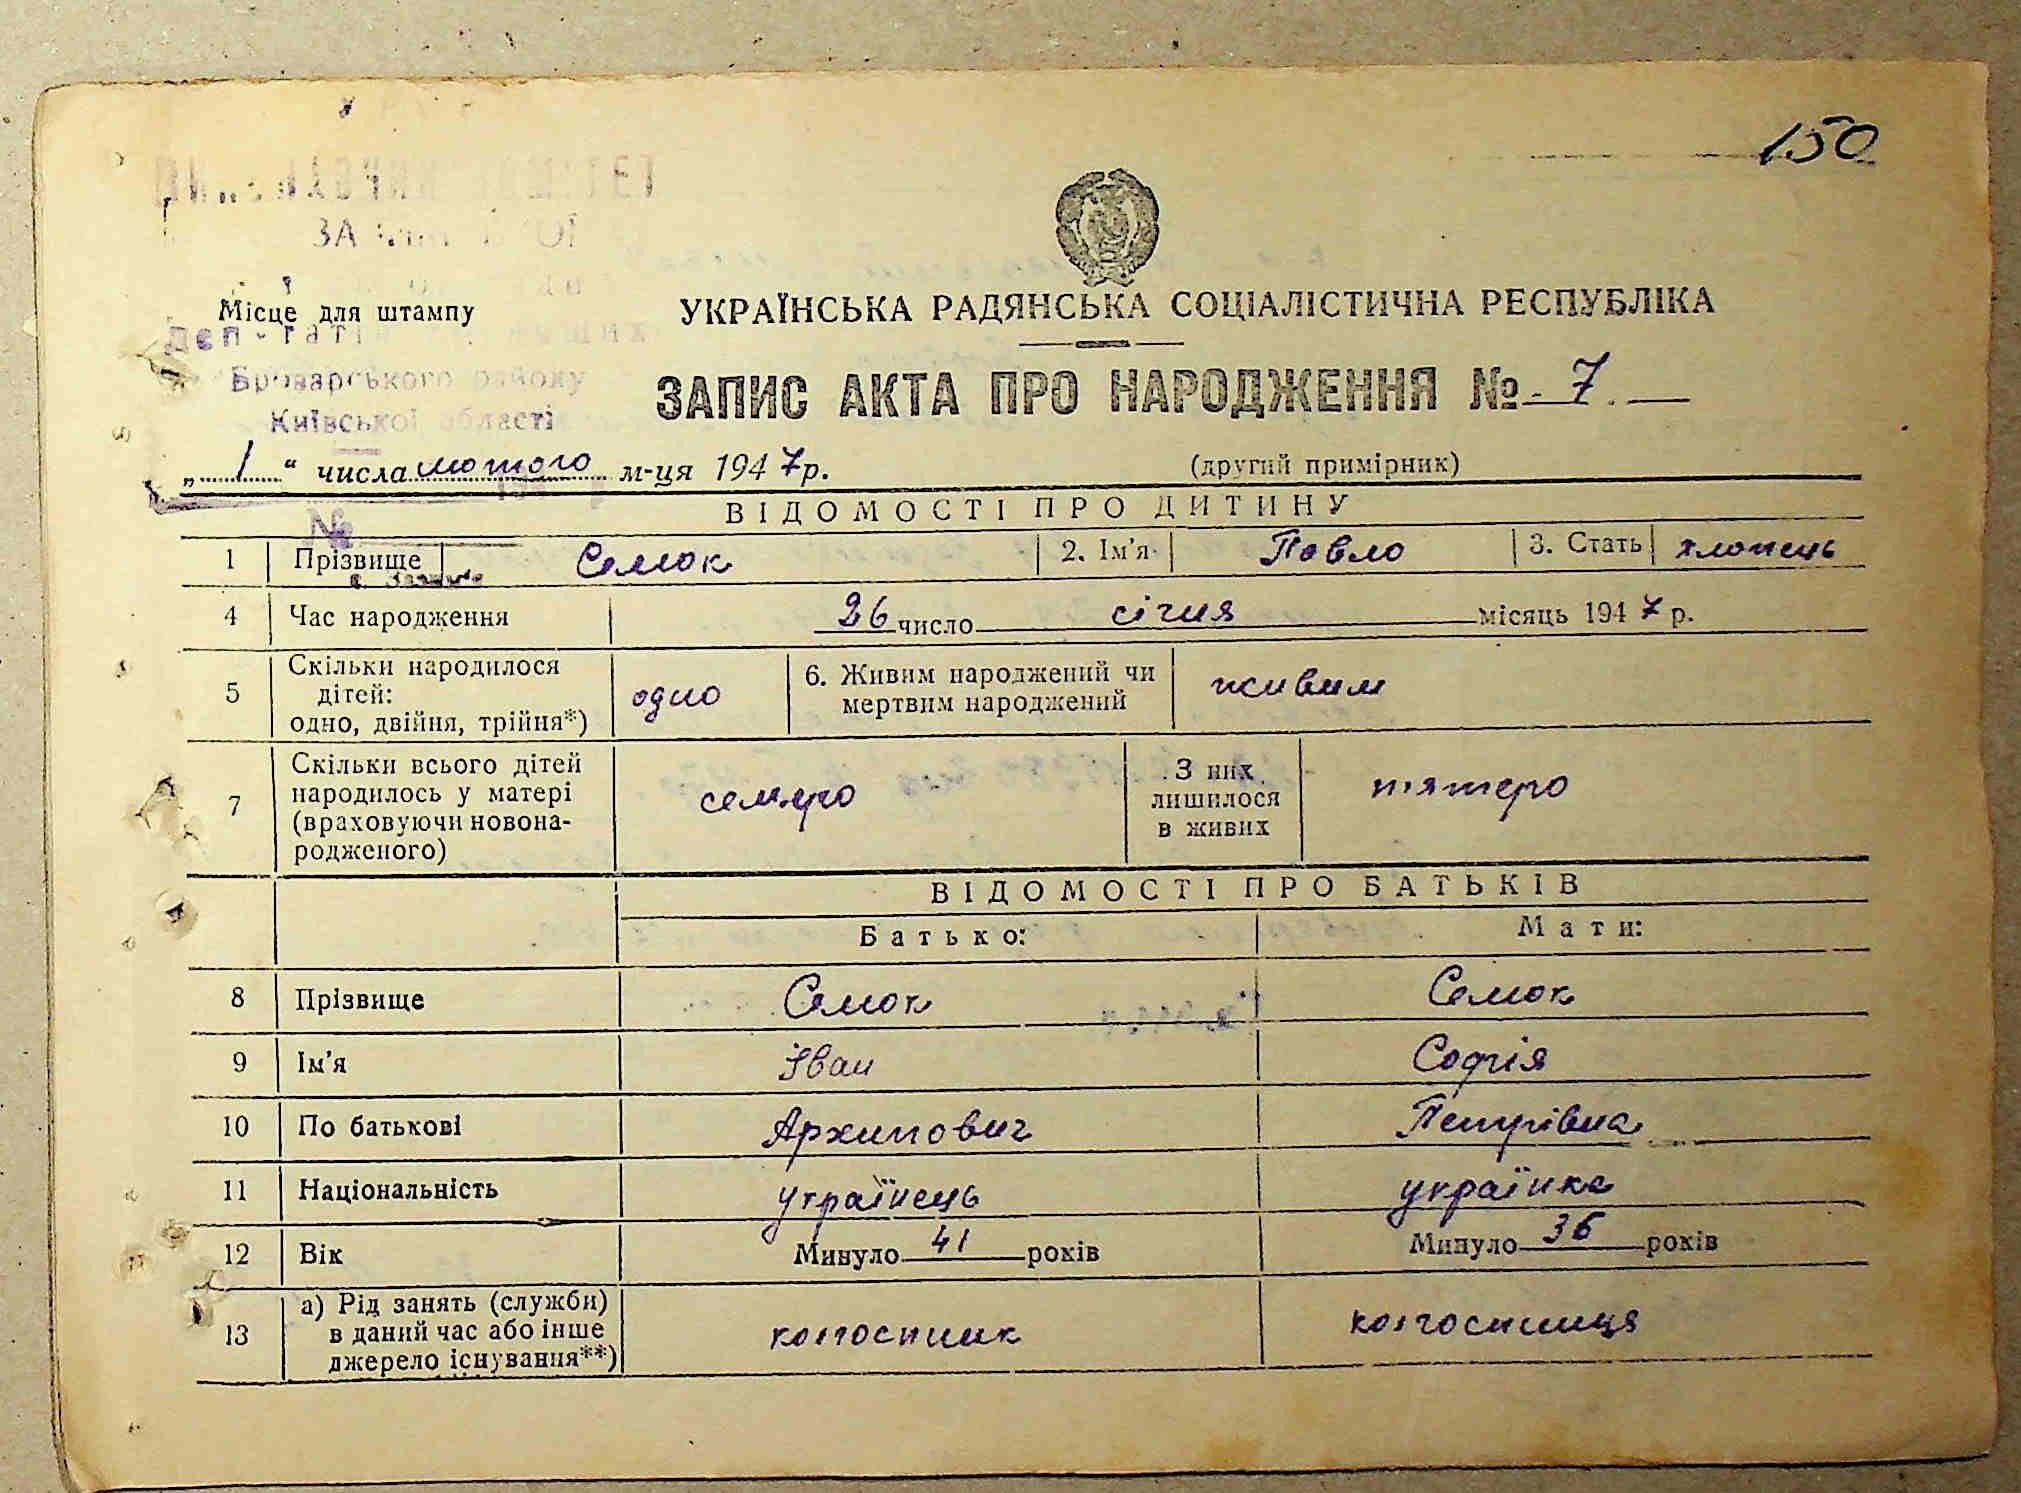 150
Місце для штампу
Броварського району
Київської області
УКРАЇНСЬКА РАДЯНСЬКА СОЦІАЛІСТИЧНА РЕСПУБЛІКА
ЗАПИС АКТА ПРО НАРОДЖЕННЯ № 7
„ 1 “ числа лютого м-ця 1947 р. (другий примірник)
№
ВІДОМОСТІ ПРО ДИТИНУ
1 Прізвище Семок 2. Ім'я Павло 3. Стать хлопець
4 Час народження 26 число січня місяць 1947 р.
5 Скільки народилося
дітей:
одно, двійня, трійня*) одно 6. Живим народжений чи
мертвим народжений живим
7 Скільки всього дітей
народилось у матері
(враховуючи новона-
родженого) семеро З них
лишилося
в живих п'ятеро
ВІДОМОСТІ ПРО БАТЬКІВ
Батько: Мати:
8 Прізвище Семок Семок
9 Ім'я Іван Софія
10 По батькові Архипович Петрівна
11 Національність українець українка
12 Вік Минуло 41 років Минуло 36 років
13 а) Рід занять (служби)
в даний час або інше
джерело існування**) колгоспник колгоспниця